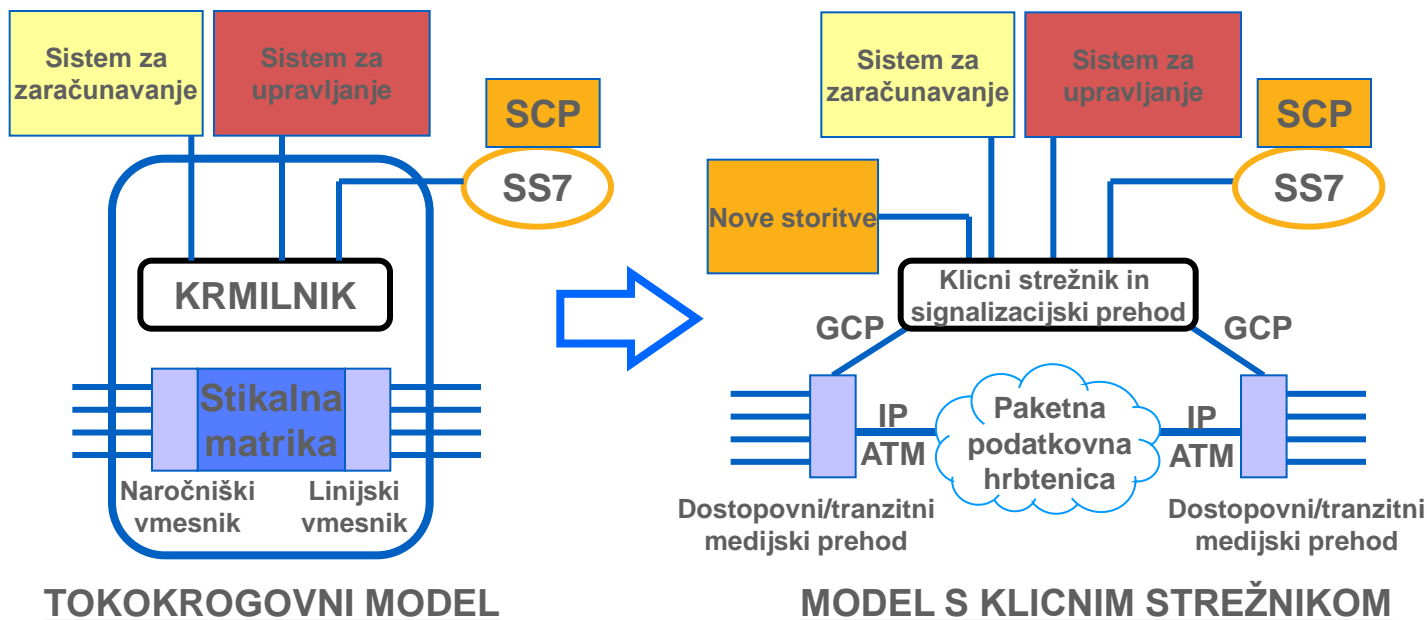 Sistem za
zaračunavanje
Sistem za
upravljanje
SCP
SS7
KRMILNIK
Stikalna
matrika
Naročniški
vmesnik
Linijski
vmesnik
TOKOKROGOVNI MODEL
Sistem za
zaračunavanje
Sistem za
upravljanje
SCP
SS7
Nove storitve
Klicni strežnik in
signalizacijski prehod
GCP
GCP
IP
ATM
Paketna
podatkovna
hrbtenica
IP
ATM
Dostopovni/tranzitni
medijski prehod
Dostopovni/tranzitni
medijski prehod
MODEL S KLICNIM STREŽNIKOM